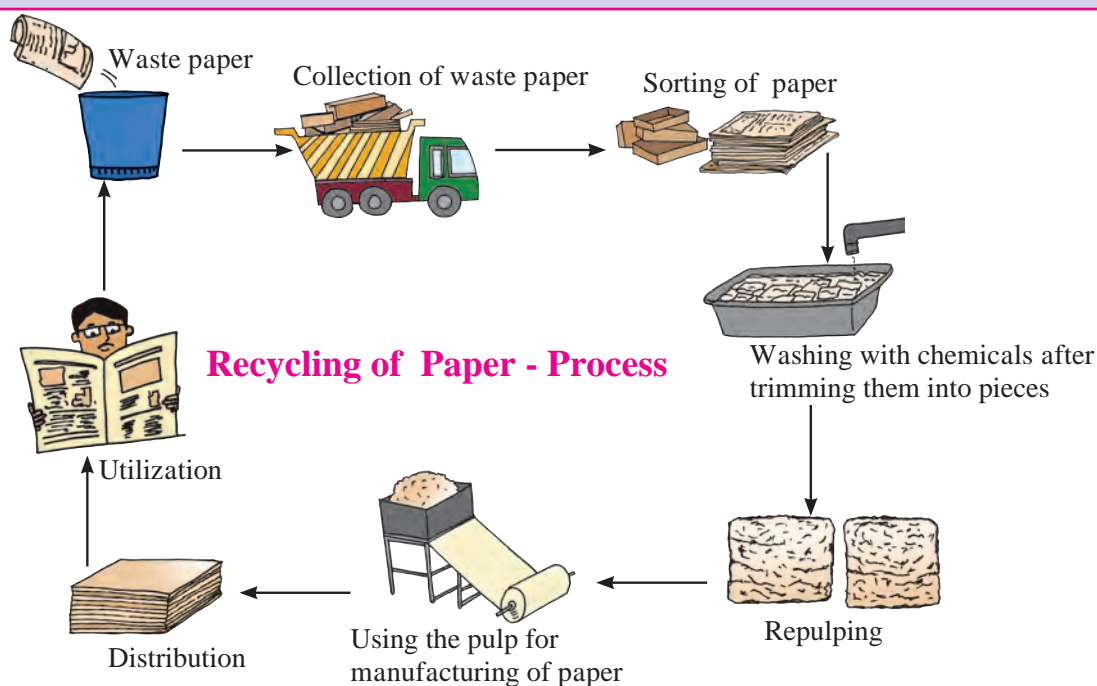 Waste paper
Collection of waste paper
Sorting of paper
Washing with chemicals after
trimming them into pieces
Repulping
Using the pulp for
manufacturing of paper
Distribution
Utilization
Recycling of Paper - Process